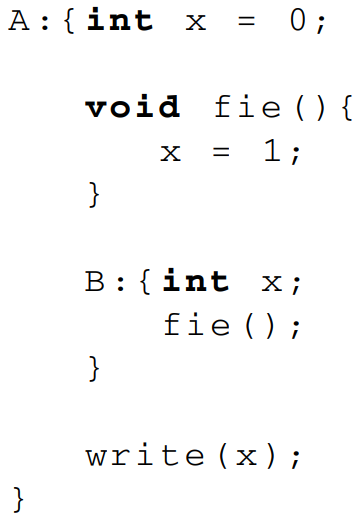 A:{int x = 0;
void fie(){
x = 1;
}
B:{int x;
fie();
}
write(x);
}